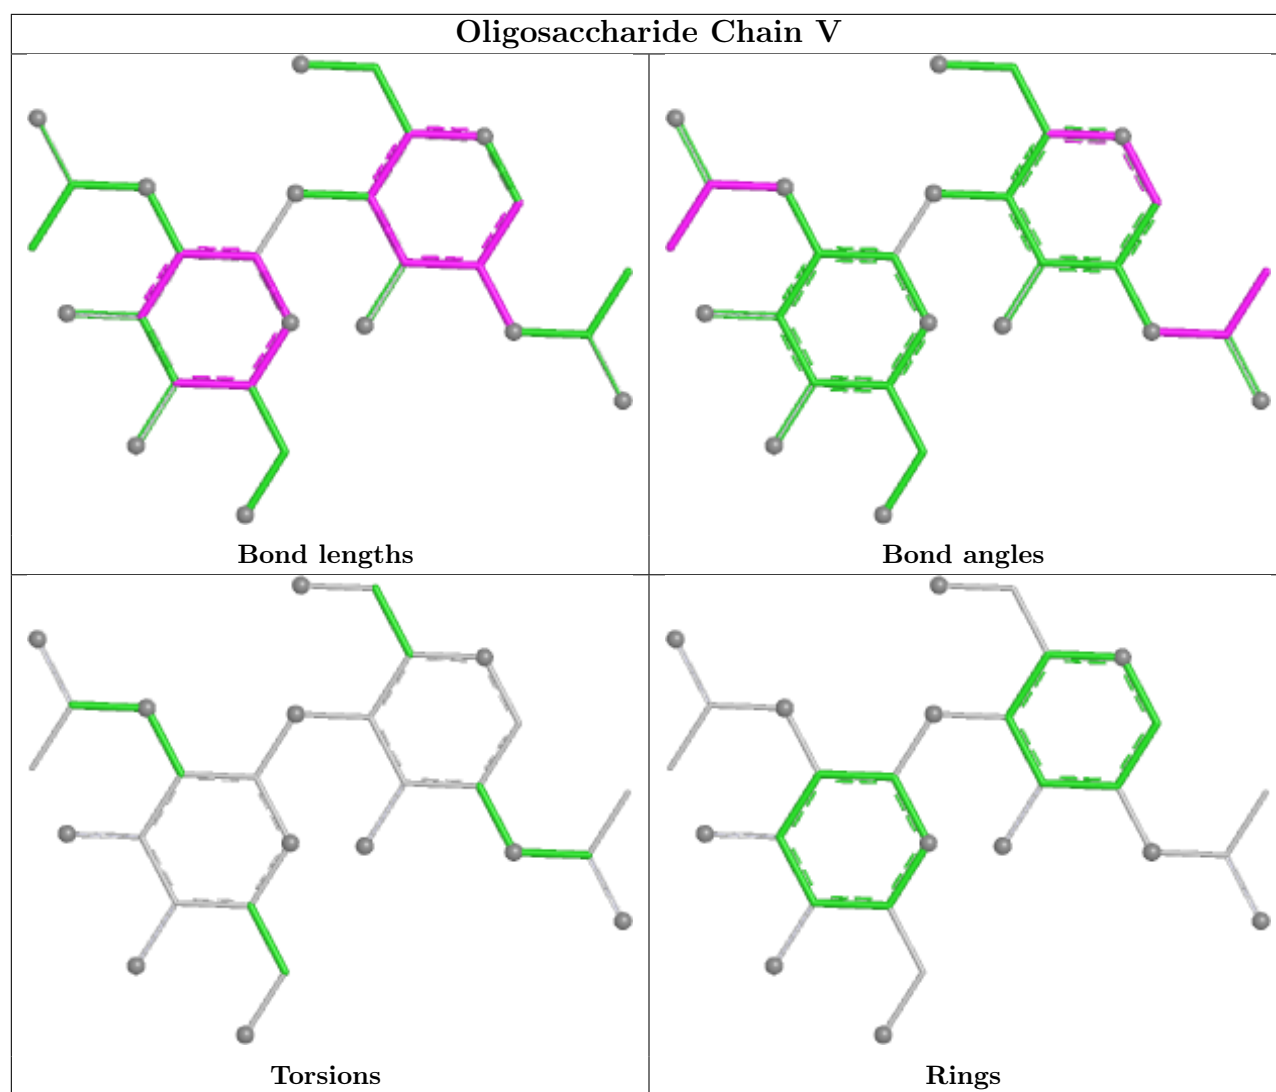 Oligosaccharide Chain V
Bond lengths
Bond angles
Torsions
Rings